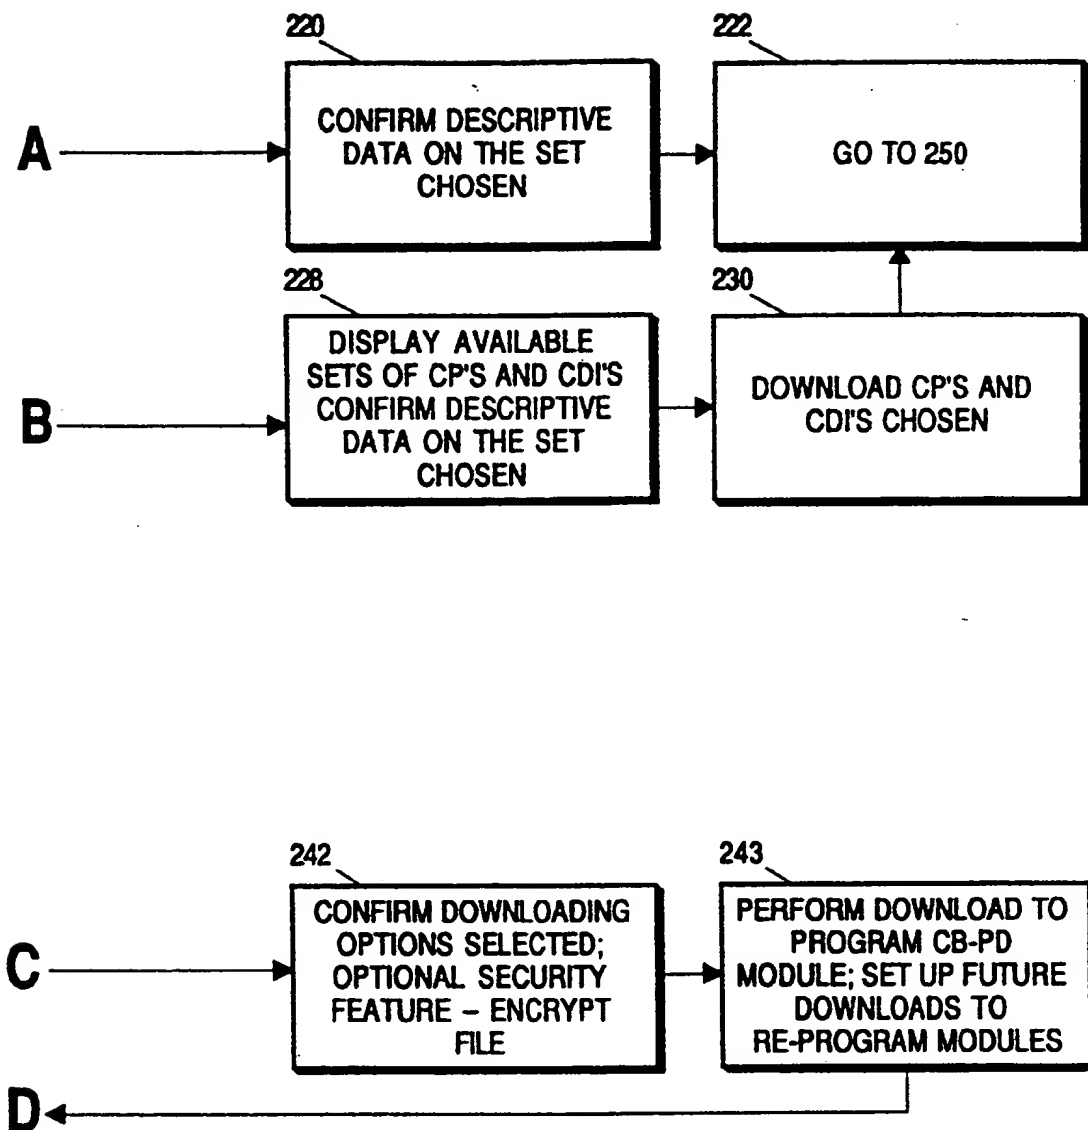 220
222
A
CONFIRM DESCRIPTIVE
DATA ON THE SET
CHOSEN
GO TO 250
228
230
B
DISPLAY AVAILABLE
SETS OF CP'S AND CDI'S
CONFIRM DESCRIPTIVE
DATA ON THE SET
CHOSEN
DOWNLOAD CP'S AND
CDI'S CHOSEN
242
243
C
CONFIRM DOWNLOADING
OPTIONS SELECTED;
OPTIONAL SECURITY
FEATURE – ENCRYPT
FILE
PERFORM DOWNLOAD TO
PROGRAM CB-PD
MODULE; SET UP FUTURE
DOWNLOADS TO
RE-PROGRAM MODULES
D